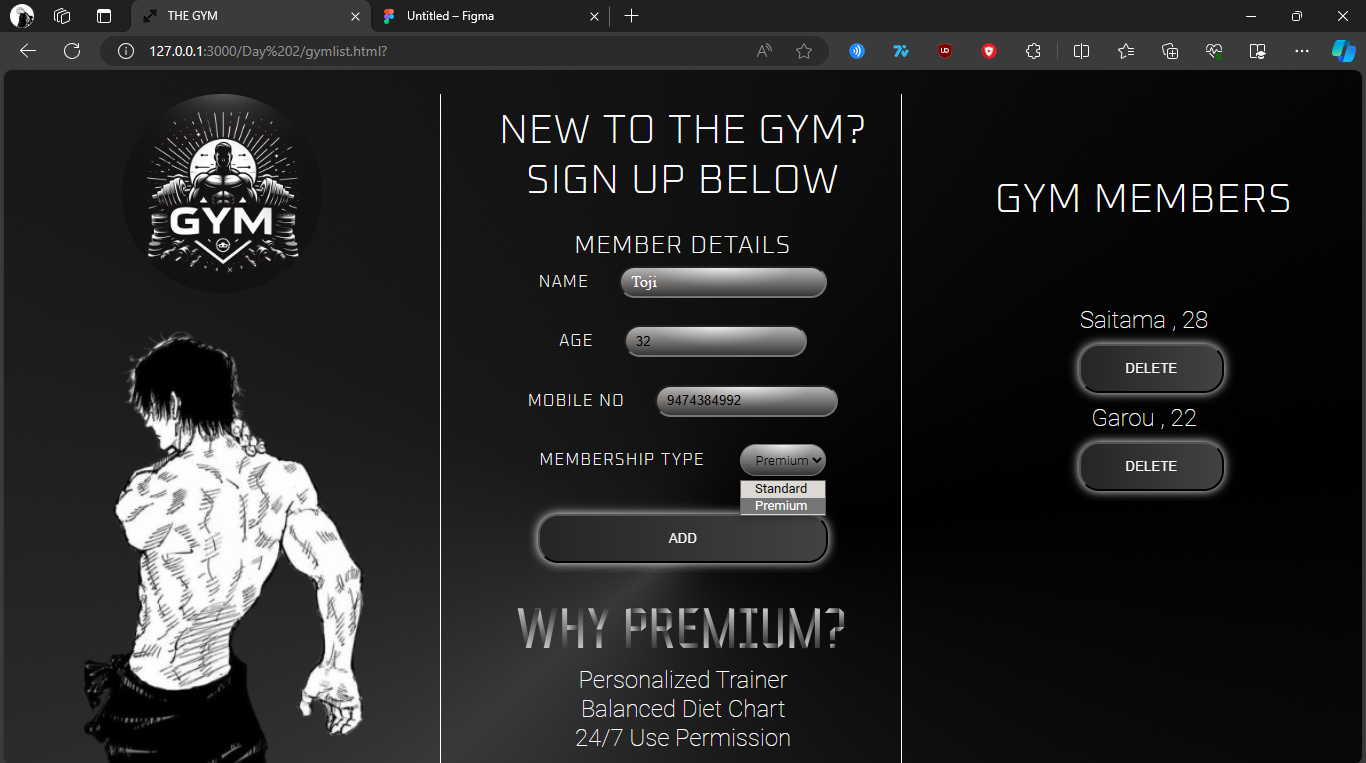 THE GYM
Untitled – Figma
127.0.0.1:3000/Day%202/gymlist.html?
GYM
NEW TO THE GYM?
SIGN UP BELOW
MEMBER DETAILS
NAME Toji
AGE 32
MOBILE NO 9474384992
MEMBERSHIP TYPE Premium
Standard
Premium
ADD
WHY PREMIUM?
Personalized Trainer
Balanced Diet Chart
24/7 Use Permission
GYM MEMBERS
Saitama , 28
DELETE
Garou , 22
DELETE